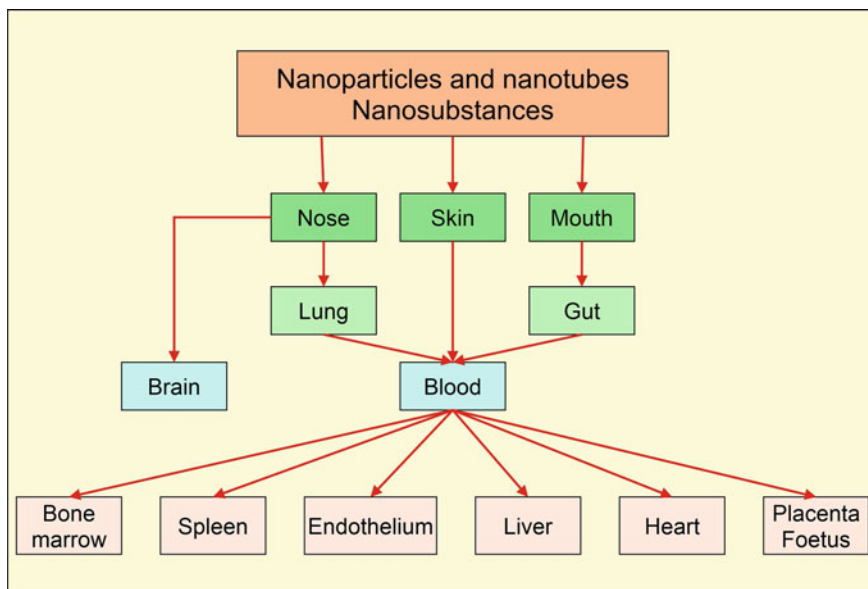 Nanoparticles and nanotubes
Nanosubstances
Nose
Skin
Mouth
Lung
Gut
Brain
Blood
Bone
marrow
Spleen
Endothelium
Liver
Heart
Placenta
Foetus